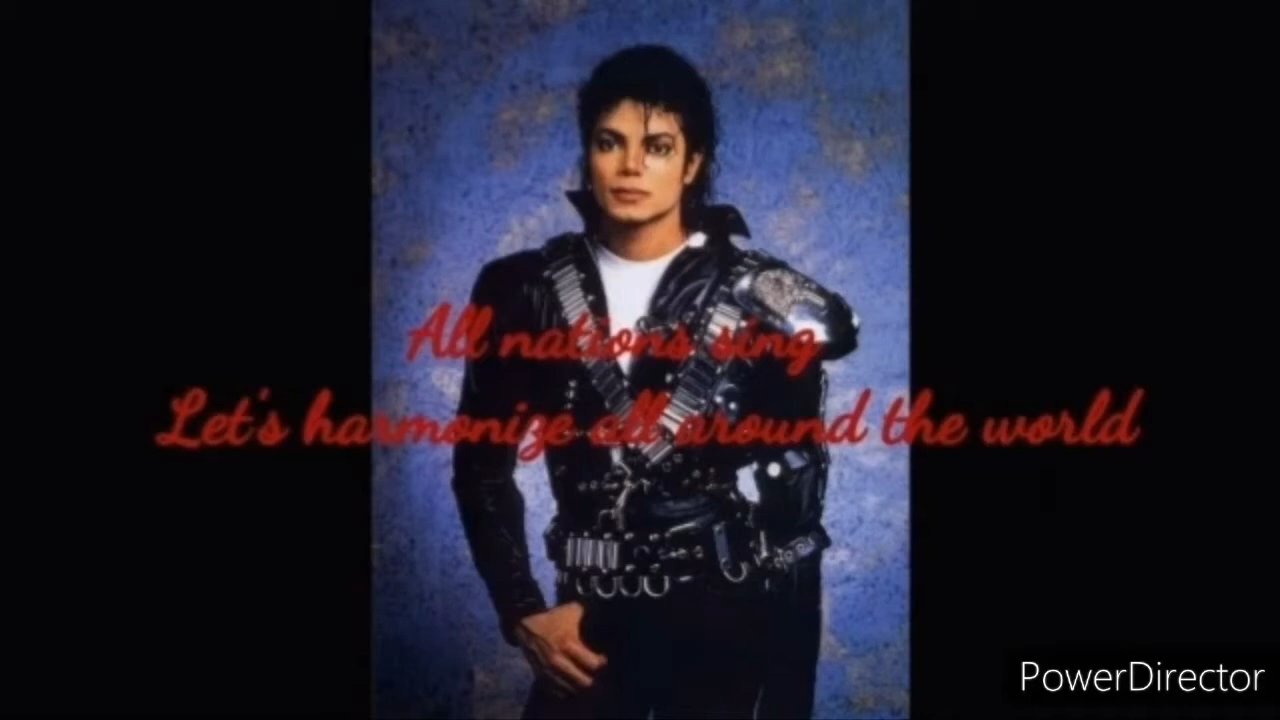 All nations sing
Let's harmonize all around the world
PowerDirector